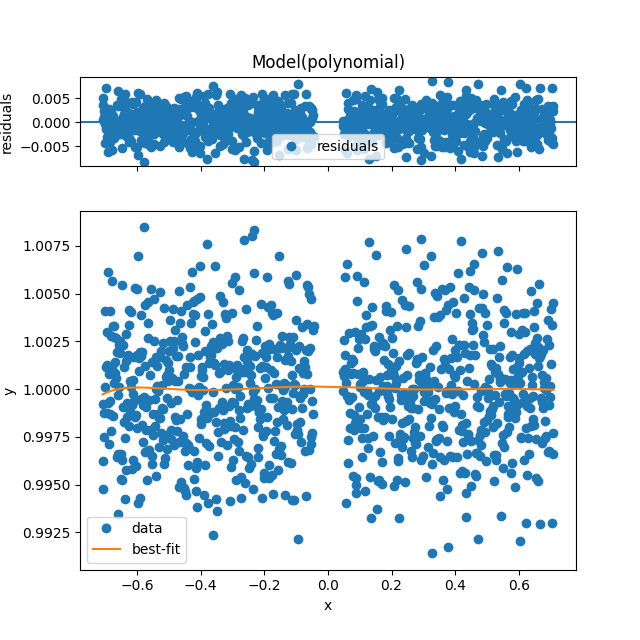 Model(polynomial)
residuals
0.005
0.000
−0.005
residuals
y
1.0075
1.0050
1.0025
1.0000
0.9975
0.9950
0.9925
data
best-fit
−0.6 −0.4 −0.2 0.0 0.2 0.4 0.6
x